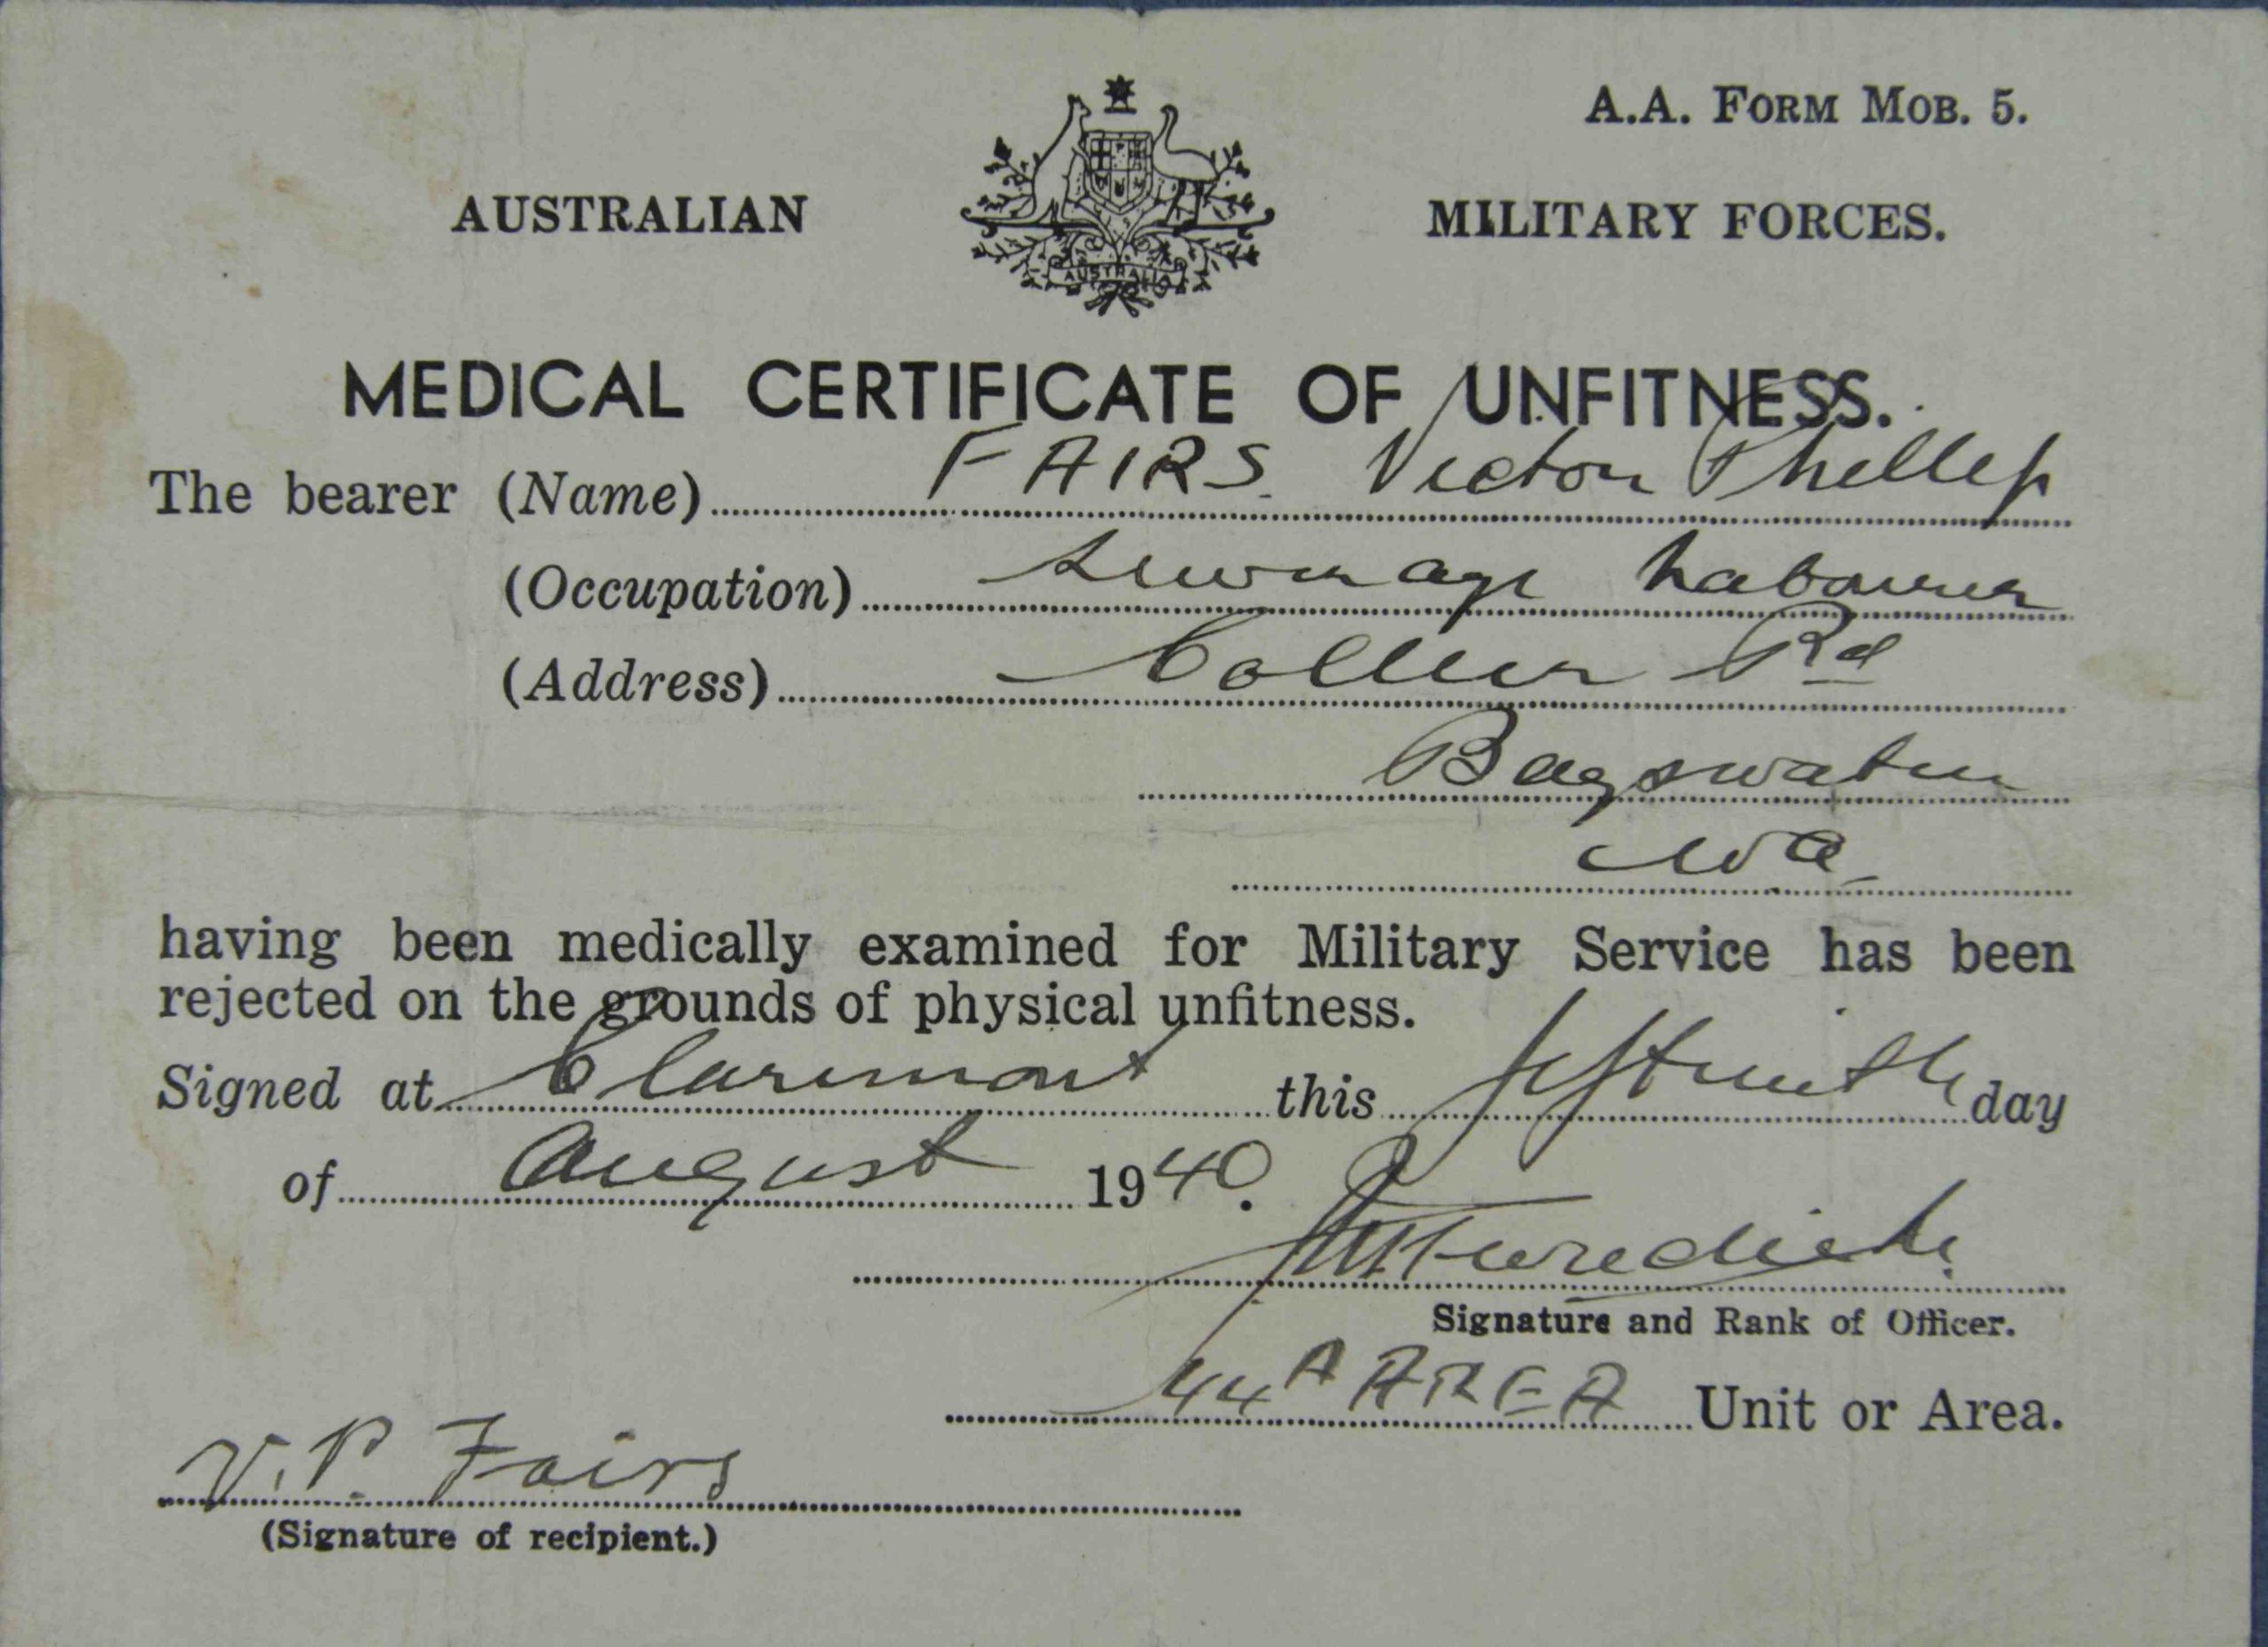 A.A. FORM MOB. 5.
AUSTRALIAN MILITARY FORCES.
AUSTRALIA
MEDICAL CERTIFICATE OF UNFITNESS.
The bearer (Name) FAIRS. Victor Phillip
(Occupation) Sewerage Labourer
(Address) Collier Rd
Bayswater
WA
having been medically examined for Military Service has been
rejected on the grounds of physical unfitness.
Signed at Claremont this fifteenth day
of August 1940.
Signature and Rank of Officer.
44A AREA Unit or Area.
V. P. Fairs
(Signature of recipient.)